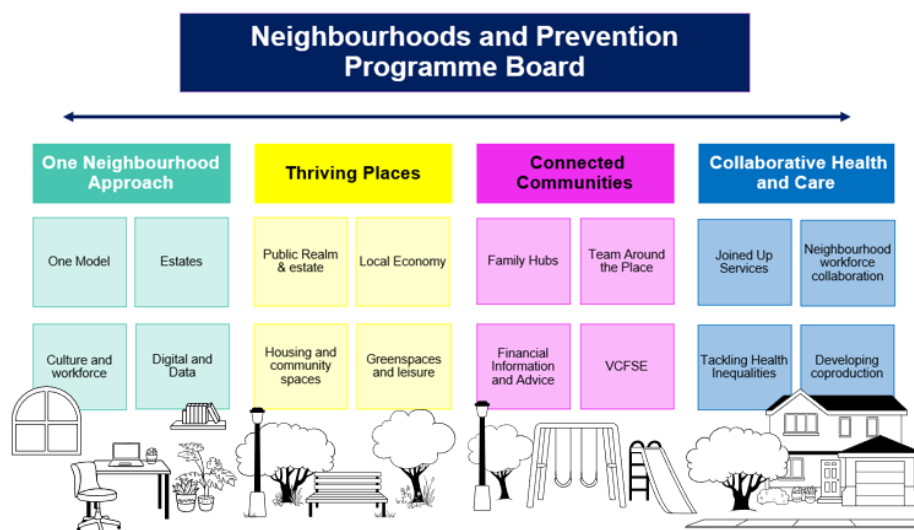 Neighbourhoods and Prevention
Programme Board
One Neighbourhood
Approach
Thriving Places
Connected
Communities
Collaborative Health
and Care
One Model
Estates
Public Realm
& estate
Local Economy
Family Hubs
Team Around
the Place
Joined Up
Services
Neighbourhood
workforce
collaboration
Culture and
workforce
Digital and
Data
Housing and
community
spaces
Greenspaces
and leisure
Financial
Information
and Advice
VCFSE
Tackling Health
Inequalities
Developing
coproduction